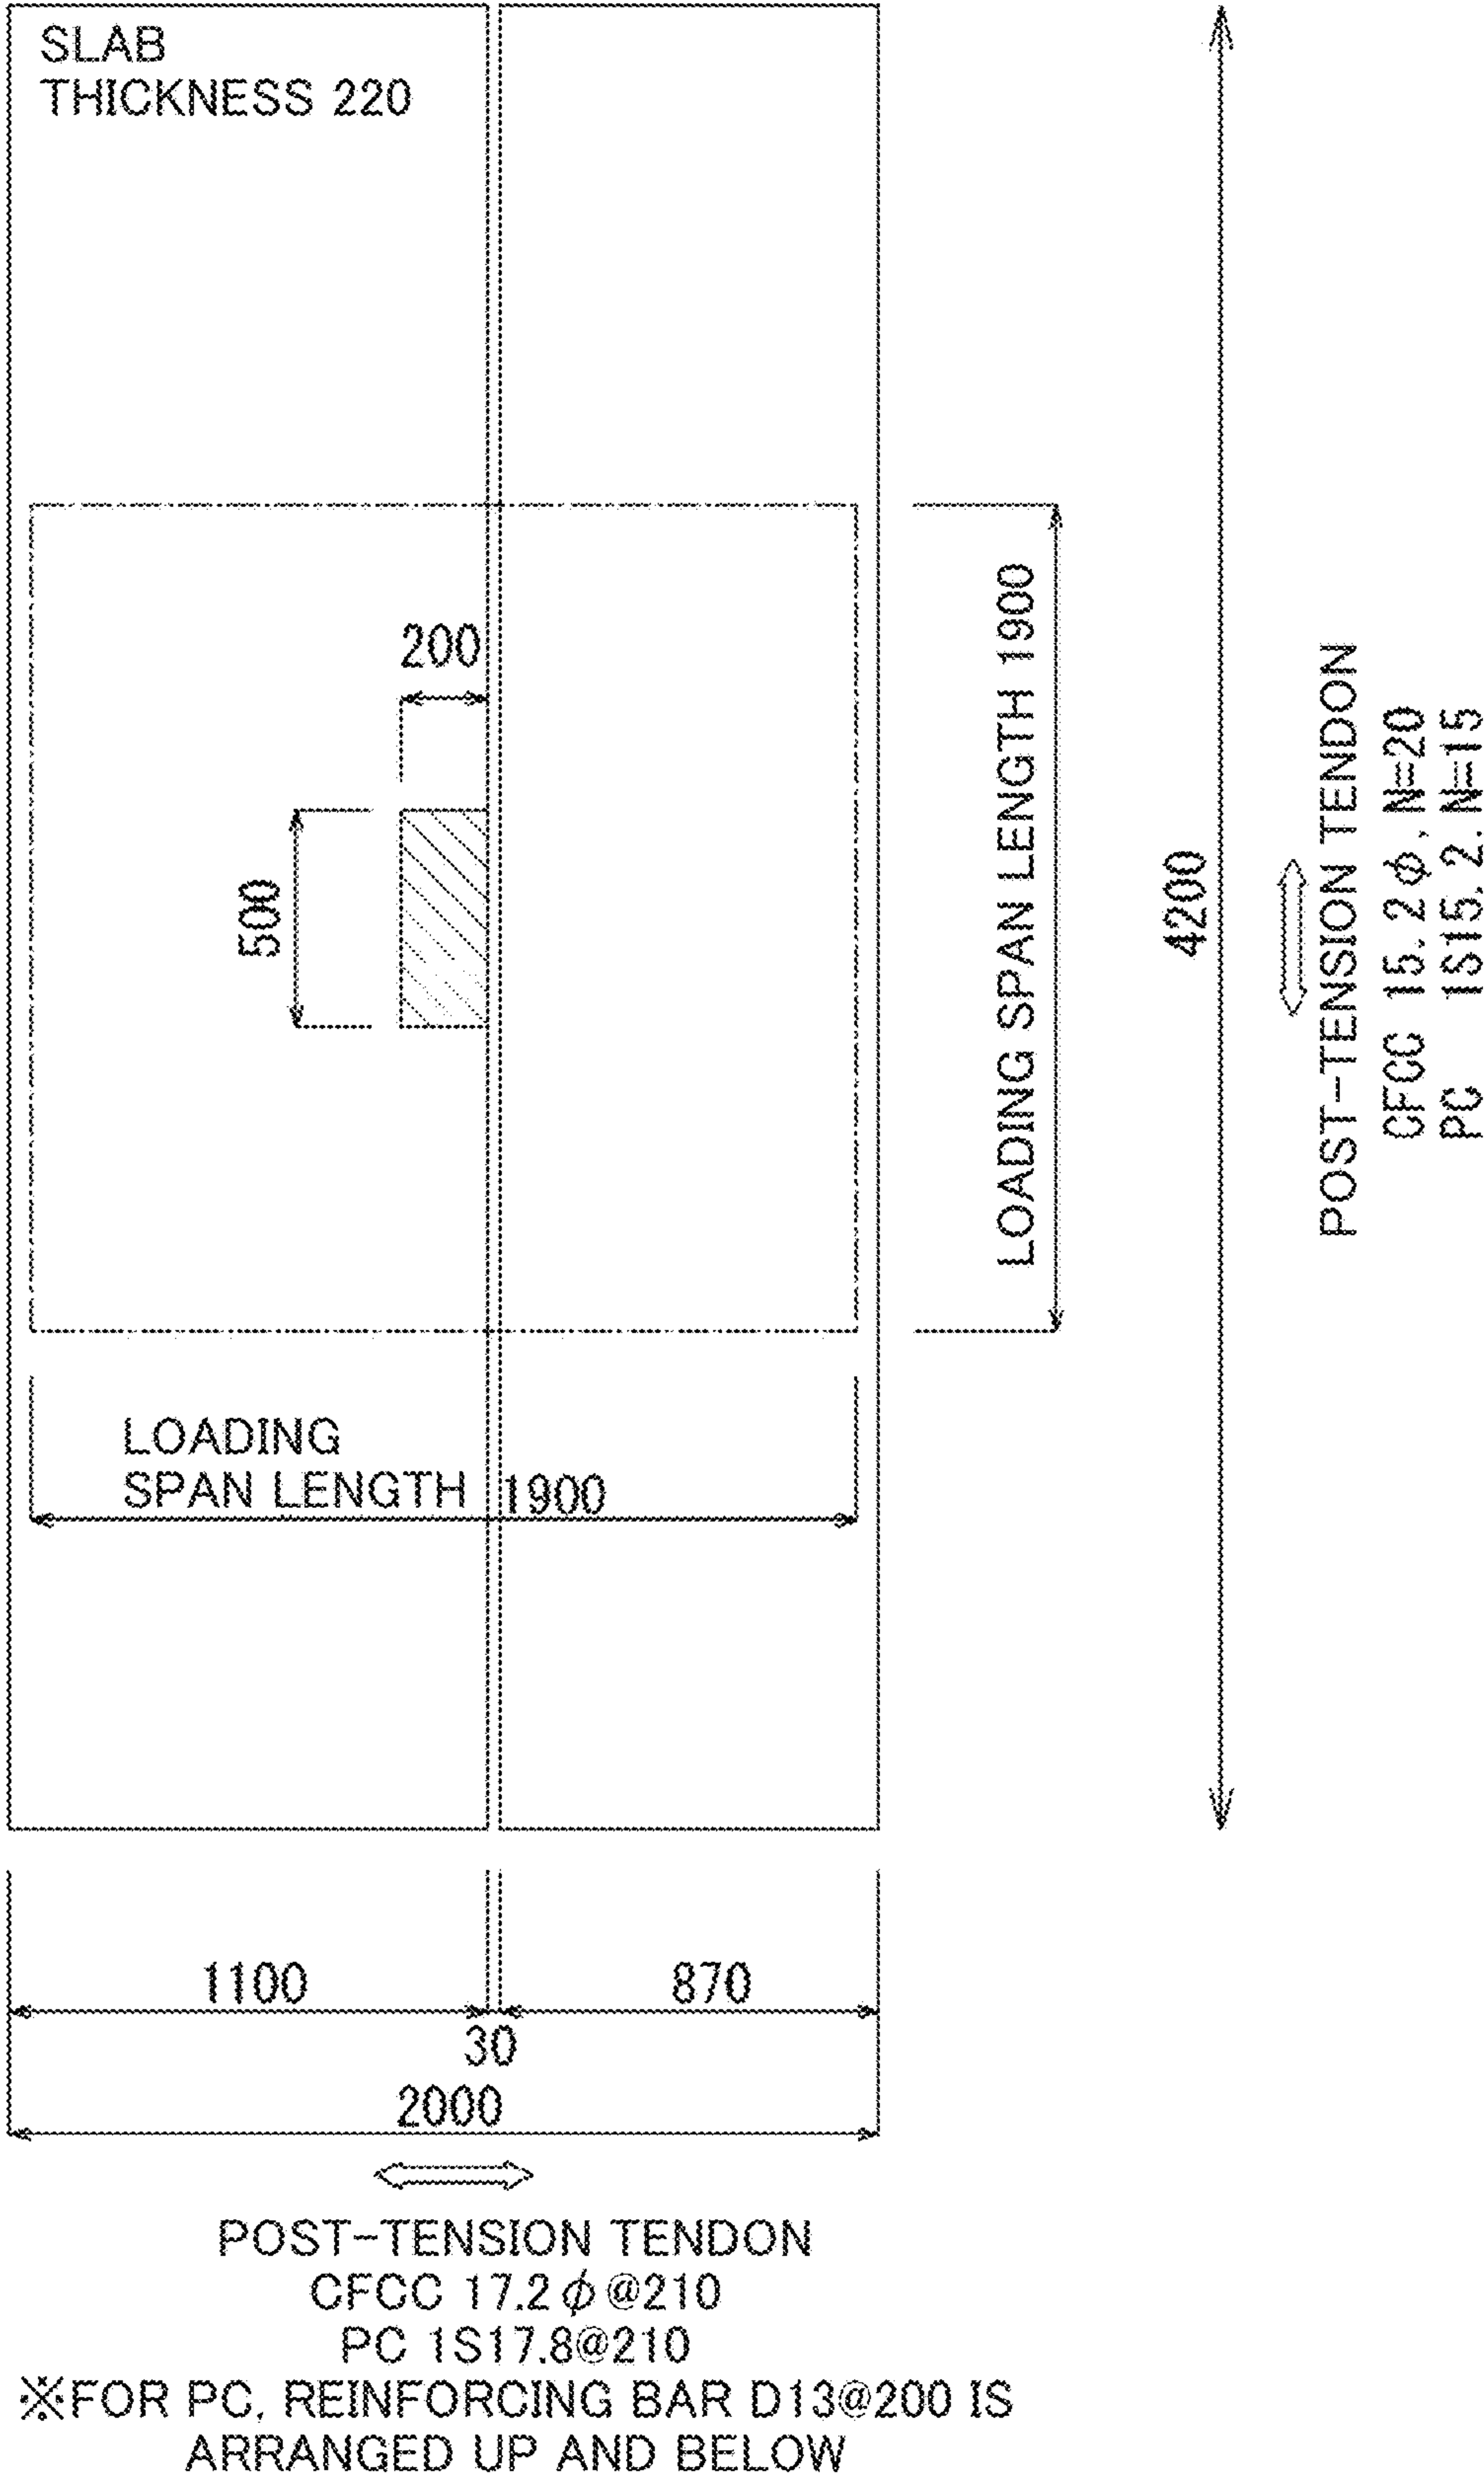 SLAB
THICKNESS 220
200
500
LOADING SPAN LENGTH 1900
4200
POST-TENSION TENDON
CFCC 15.2φ, N=20
PC 1S15.2. N=15
LOADING
SPAN LENGTH 1900
1100
870
30
2000
POST-TENSION TENDON
CFCC 17.2φ@210
PC 1S17.8@210
※FOR PC, REINFORCING BAR D13@200 IS
ARRANGED UP AND BELOW